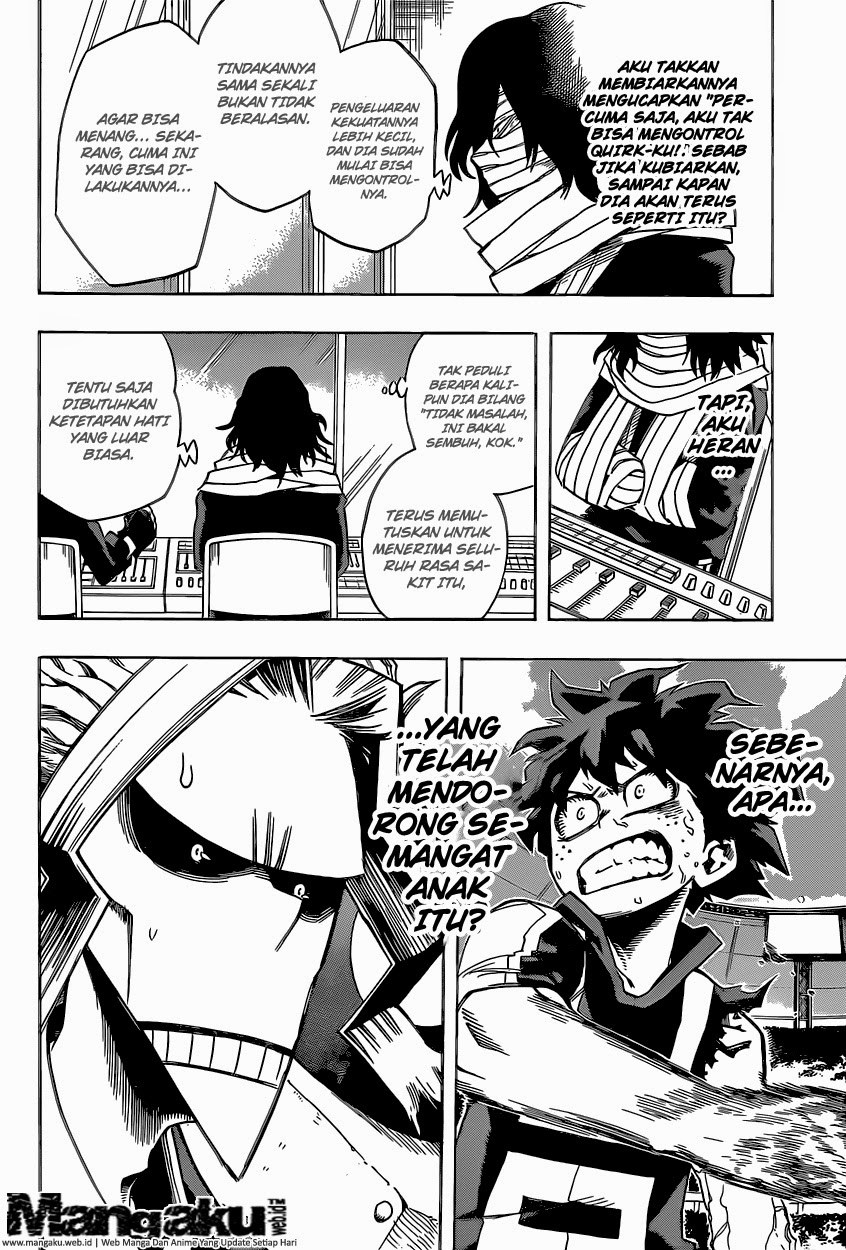 AKU TAKKAN
MEMBIARKANNYA
MENGUCAPKAN "PER-
CUMA SAJA, AKU TAK
BISA MENGONTROL
QUIRK-KU!. SEBAB
JIKA KUBIARKAN,
SAMPAI KAPAN
DIA AKAN TERUS
SEPERTI ITU?
PENGELUARAN
KEKUATANNYA
LEBIH KECIL,
DAN DIA SUDAH
MULAI BISA
MENGONTROL-
NYA.
TINDAKANNYA
SAMA SEKALI
BUKAN TIDAK
BERALASAN.
AGAR BISA
MENANG... SEKA-
RANG, CUMA INI
YANG BISA DI-
LAKUKANNYA...
TAPI,
AKU
HERAN
...
TAK PEDULI
BERAPA KALI-
PUN DIA BILANG
"TIDAK MASALAH,
INI BAKAL
SEMBUH, KOK."
TERUS MEMU-
TUSKAN UNTUK
MENERIMA SELU-
RUH RASA SA-
KIT ITU,
TENTU SAJA
DIBUTUHKAN
KETETAPAN HATI
YANG LUAR
BIASA.
SEBE-
NARNYA,
APA...
...YANG
TELAH
MENDO-
RONG SE-
MANGAT
ANAK
ITU?
Mangaku
.web.id
www.mangaku.web.id | Web Manga Dan Anime Yang Update Setiap Hari